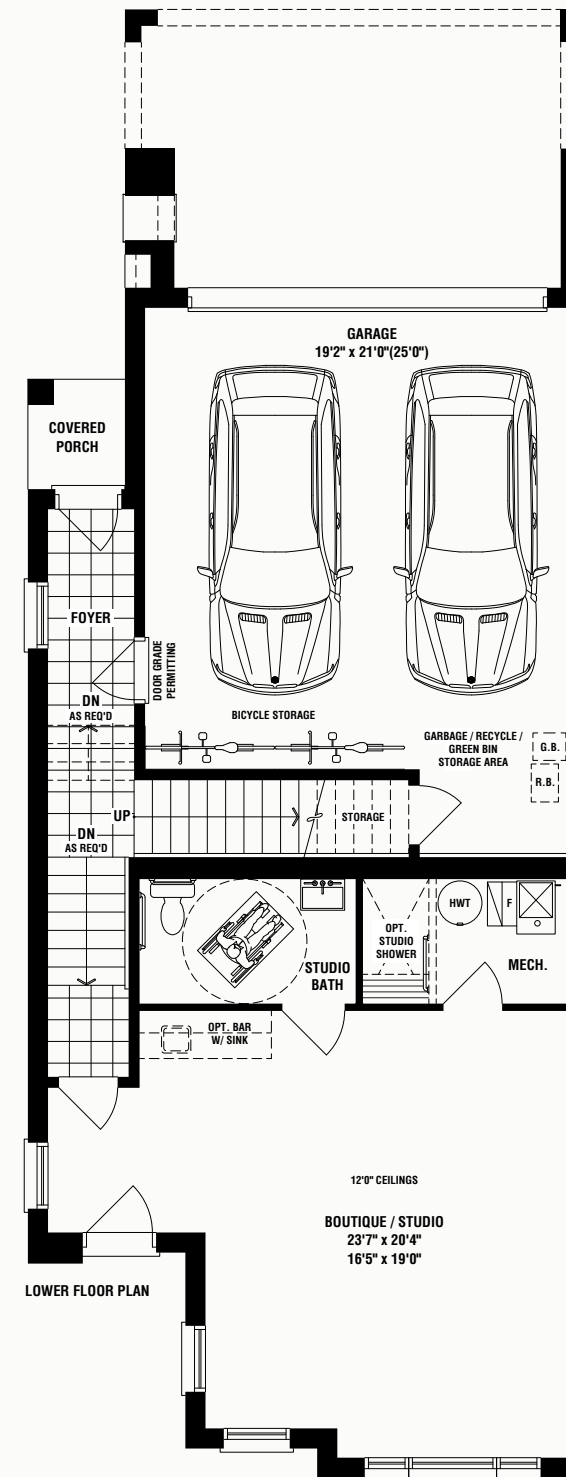 GARAGE
19'2" x 21'0"(25'0")
COVERED
PORCH
FOYER
DOOR GRADE
PERMITTING
DN
AS REQ'D
BICYCLE STORAGE
GARBAGE / RECYCLE /
GREEN BIN
STORAGE AREA
G.B.
R.B.
UP
STORAGE
DN
AS REQ'D
HWT
F
OPT.
STUDIO
SHOWER
MECH.
STUDIO
BATH
OPT. BAR
W/ SINK
12'0" CEILINGS
BOUTIQUE / STUDIO
23'7" x 20'4"
16'5" x 19'0"
LOWER FLOOR PLAN